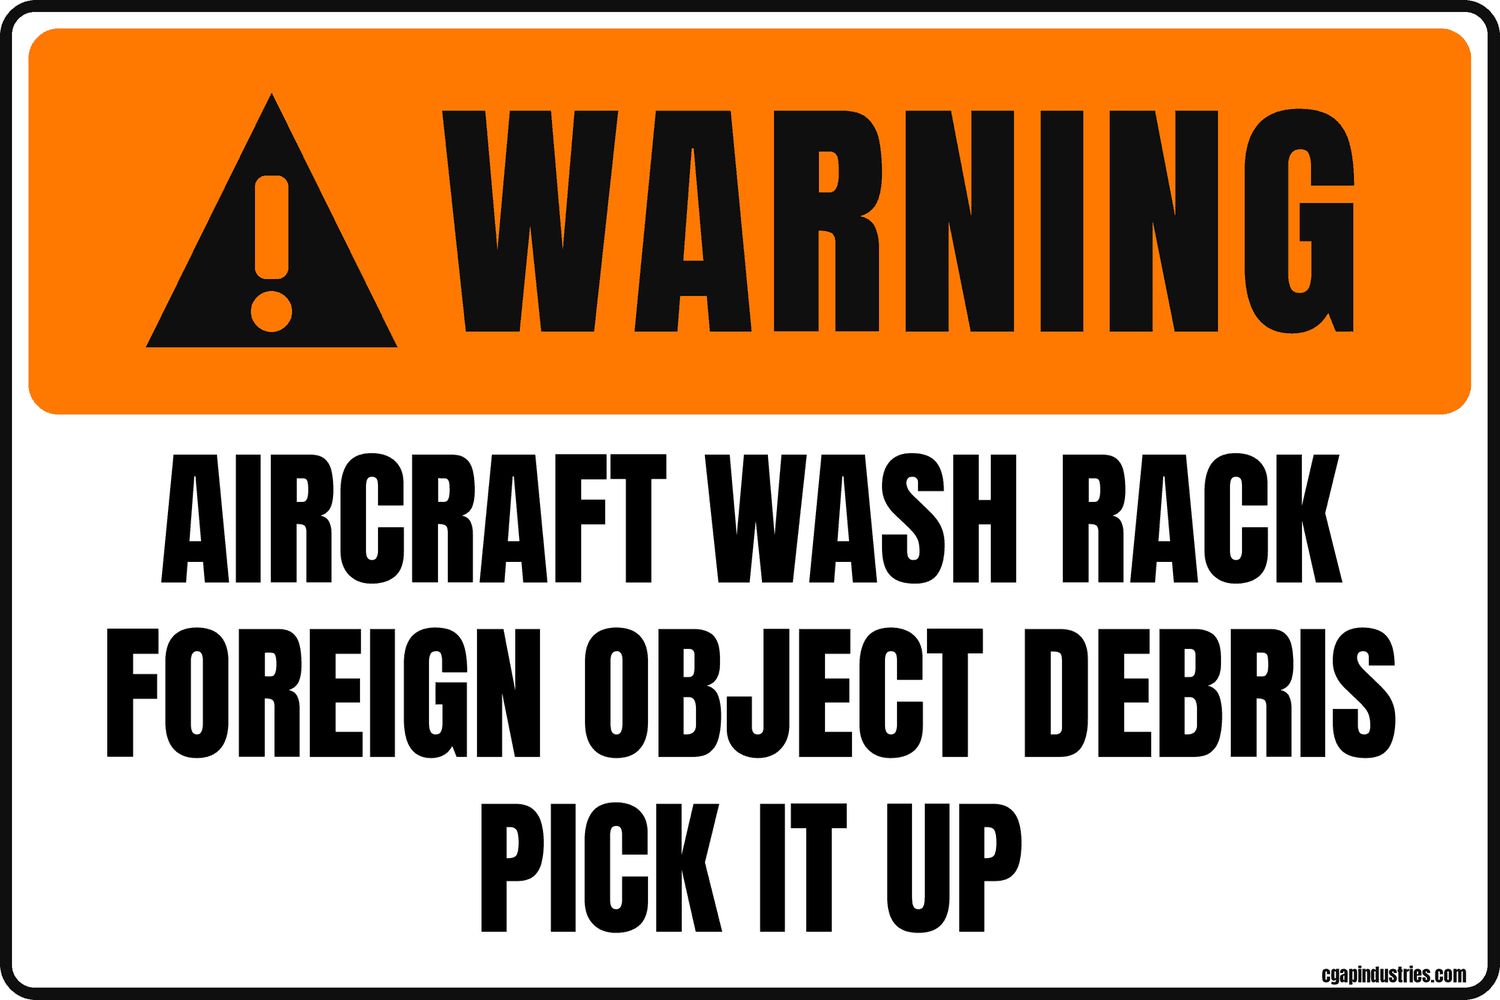 WARNING
AIRCRAFT WASH RACK
FOREIGN OBJECT DEBRIS
PICK IT UP
cgapindustries.com